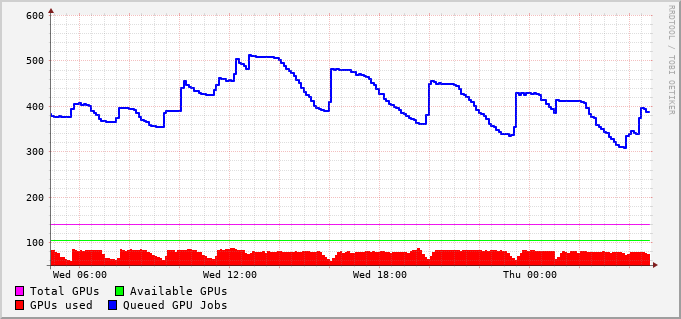 600
500
400
300
200
100
Wed 06:00 Wed 12:00 Wed 18:00 Thu 00:00
Total GPUs Available GPUs
GPUs used Queued GPU Jobs
RRDTOOL / TOBI OETIKER